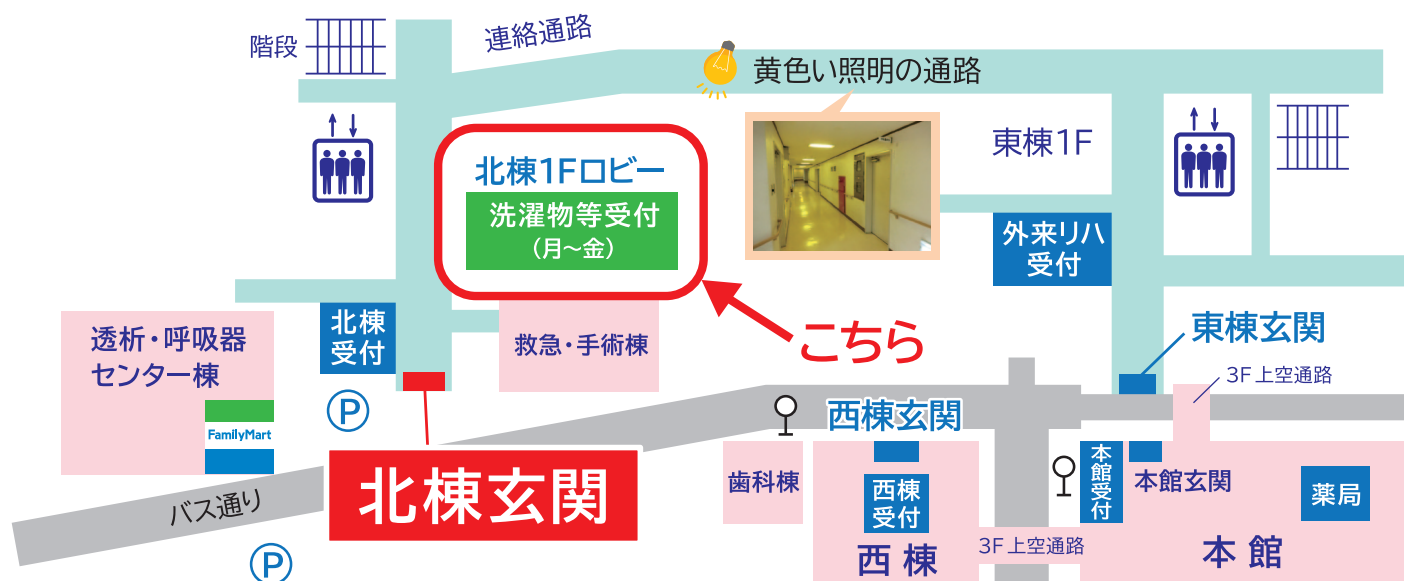 階段
連絡通路
黄色い照明の通路
北棟1Fロビー
洗濯物等受付
(月〜金)
東棟1F
外来リハ
受付
こちら
透析・呼吸器
センター棟
FamilyMart
北棟
受付
救急・手術棟
P
北棟玄関
バス通り
P
東棟玄関
3F上空通路
西棟玄関
歯科棟
西棟
受付
西棟
3F上空通路
本館受付
本館玄関
薬局
本館